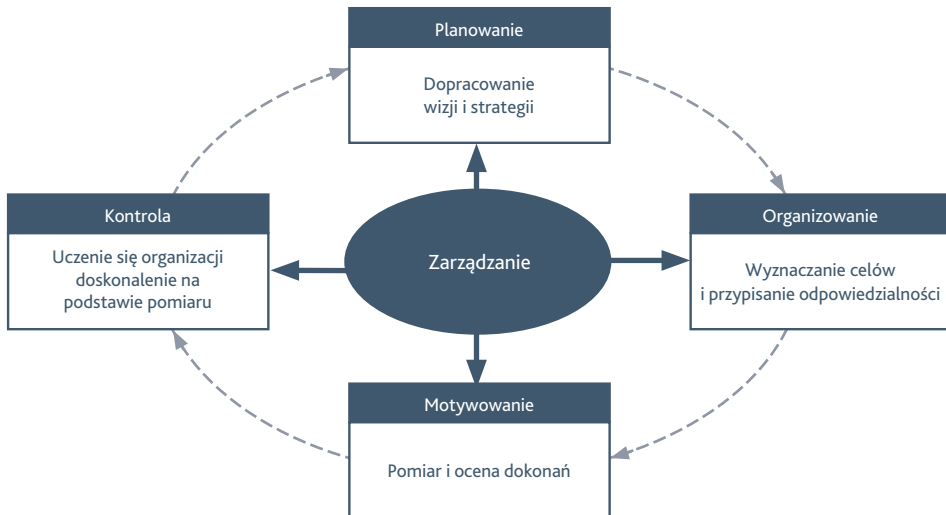 Planowanie
Dopracowanie
wizji i strategii
Kontrola
Uczenie się organizacji
doskonalenie na
podstawie pomiaru
Zarządzanie
Organizowanie
Wyznaczanie celów
i przypisanie odpowiedzialności
Motywowanie
Pomiar i ocena dokonań